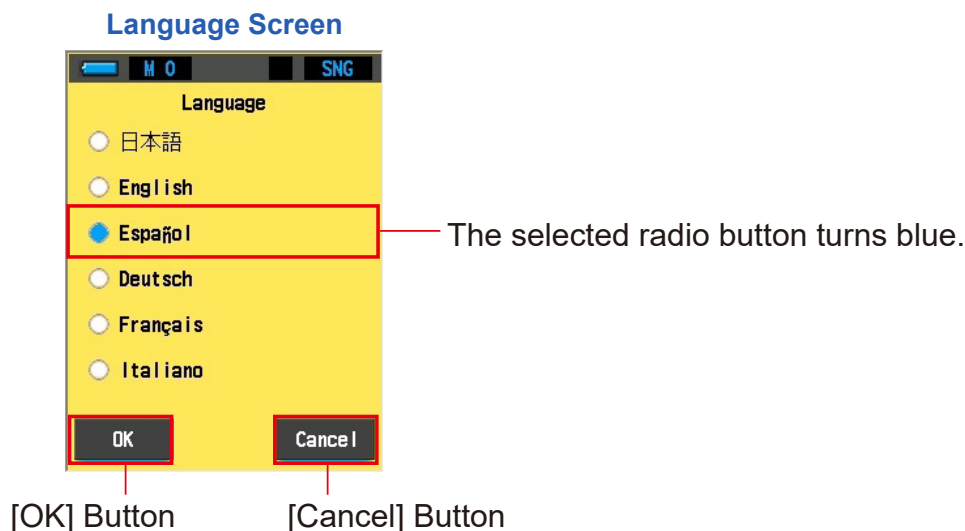 Language Screen
M 0 SNG
Language
日本語
English
Español
The selected radio button turns blue.
Deutsch
Français
Italiano
OK Cancel
[OK] Button [Cancel] Button